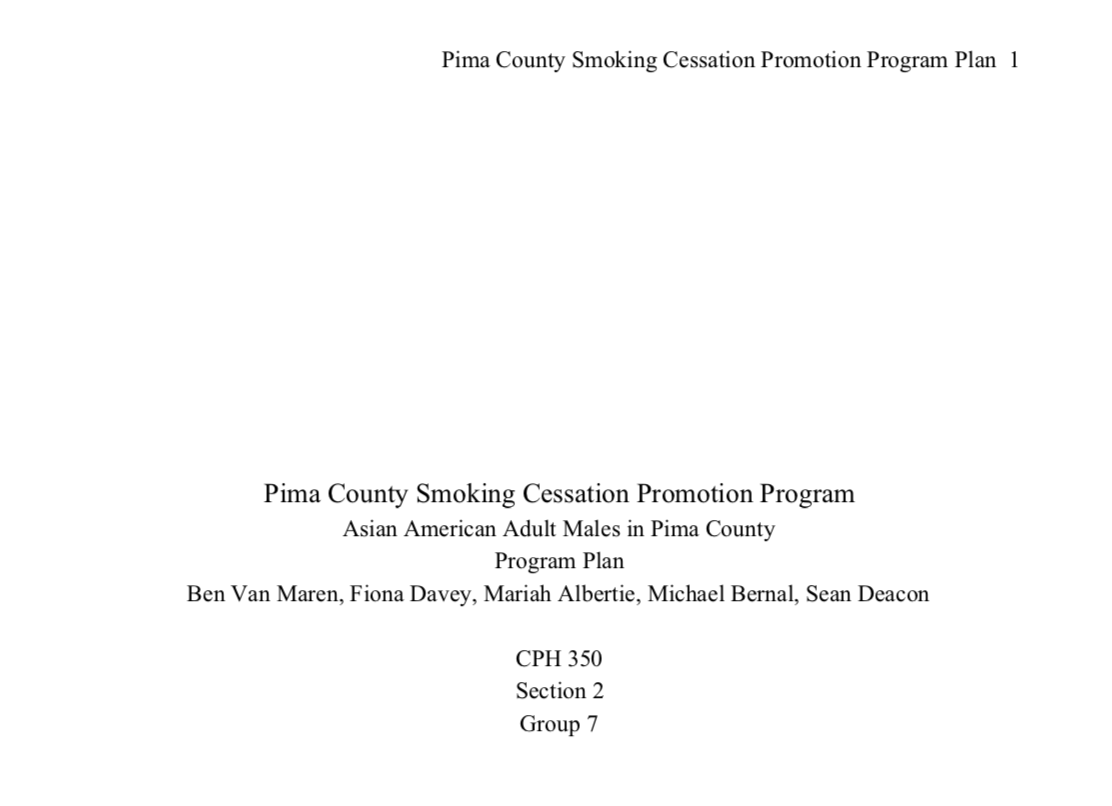 Pima County Smoking Cessation Promotion Program Plan 1
Pima County Smoking Cessation Promotion Program
Asian American Adult Males in Pima County
Program Plan
Ben Van Maren, Fiona Davey, Mariah Albertie, Michael Bernal, Sean Deacon
CPH 350
Section 2
Group 7